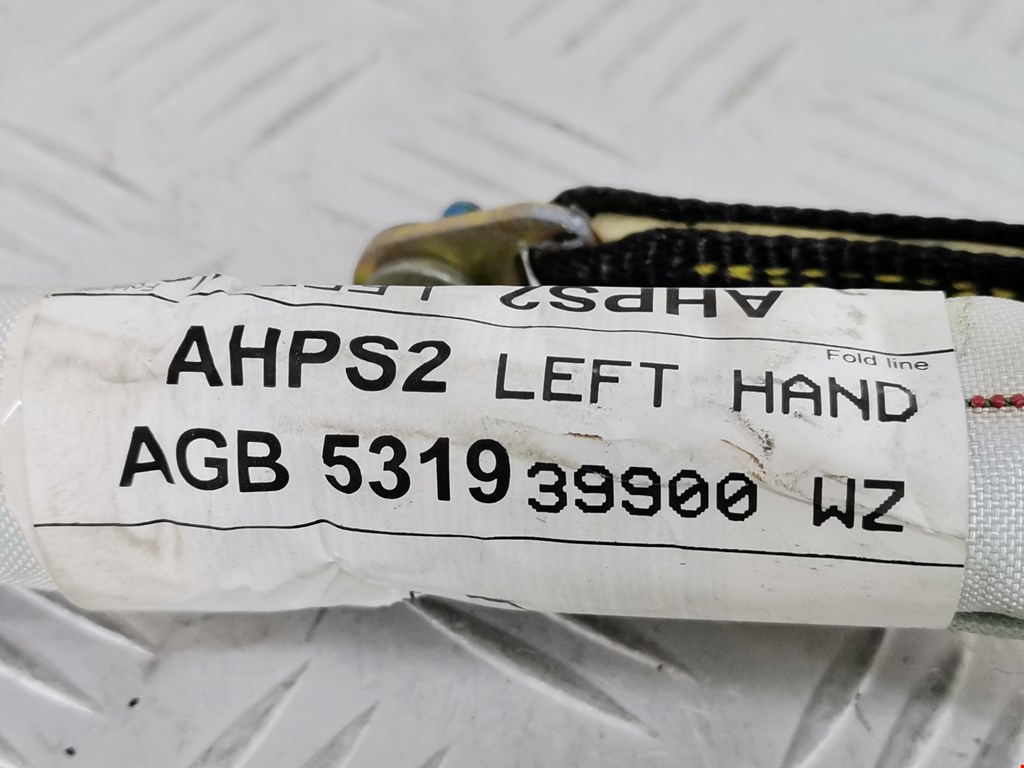 AHPS2
Fold line
AHPS2 LEFT HAND
AGB 5319 39900 WZ